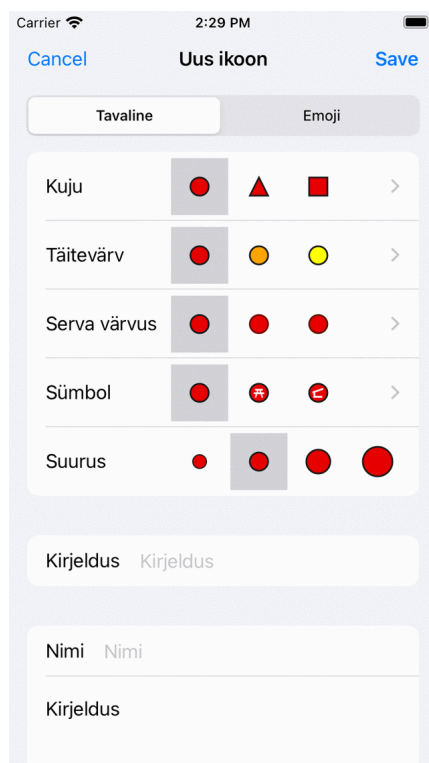 Carrier 2:29 PM
Cancel Uus ikoon Save
Tavaline Emoji
Kuju
Täitevärv
Serva värvus
Sümbol
Suurus
Kirjeldus Kirjeldus
Nimi Nimi
Kirjeldus